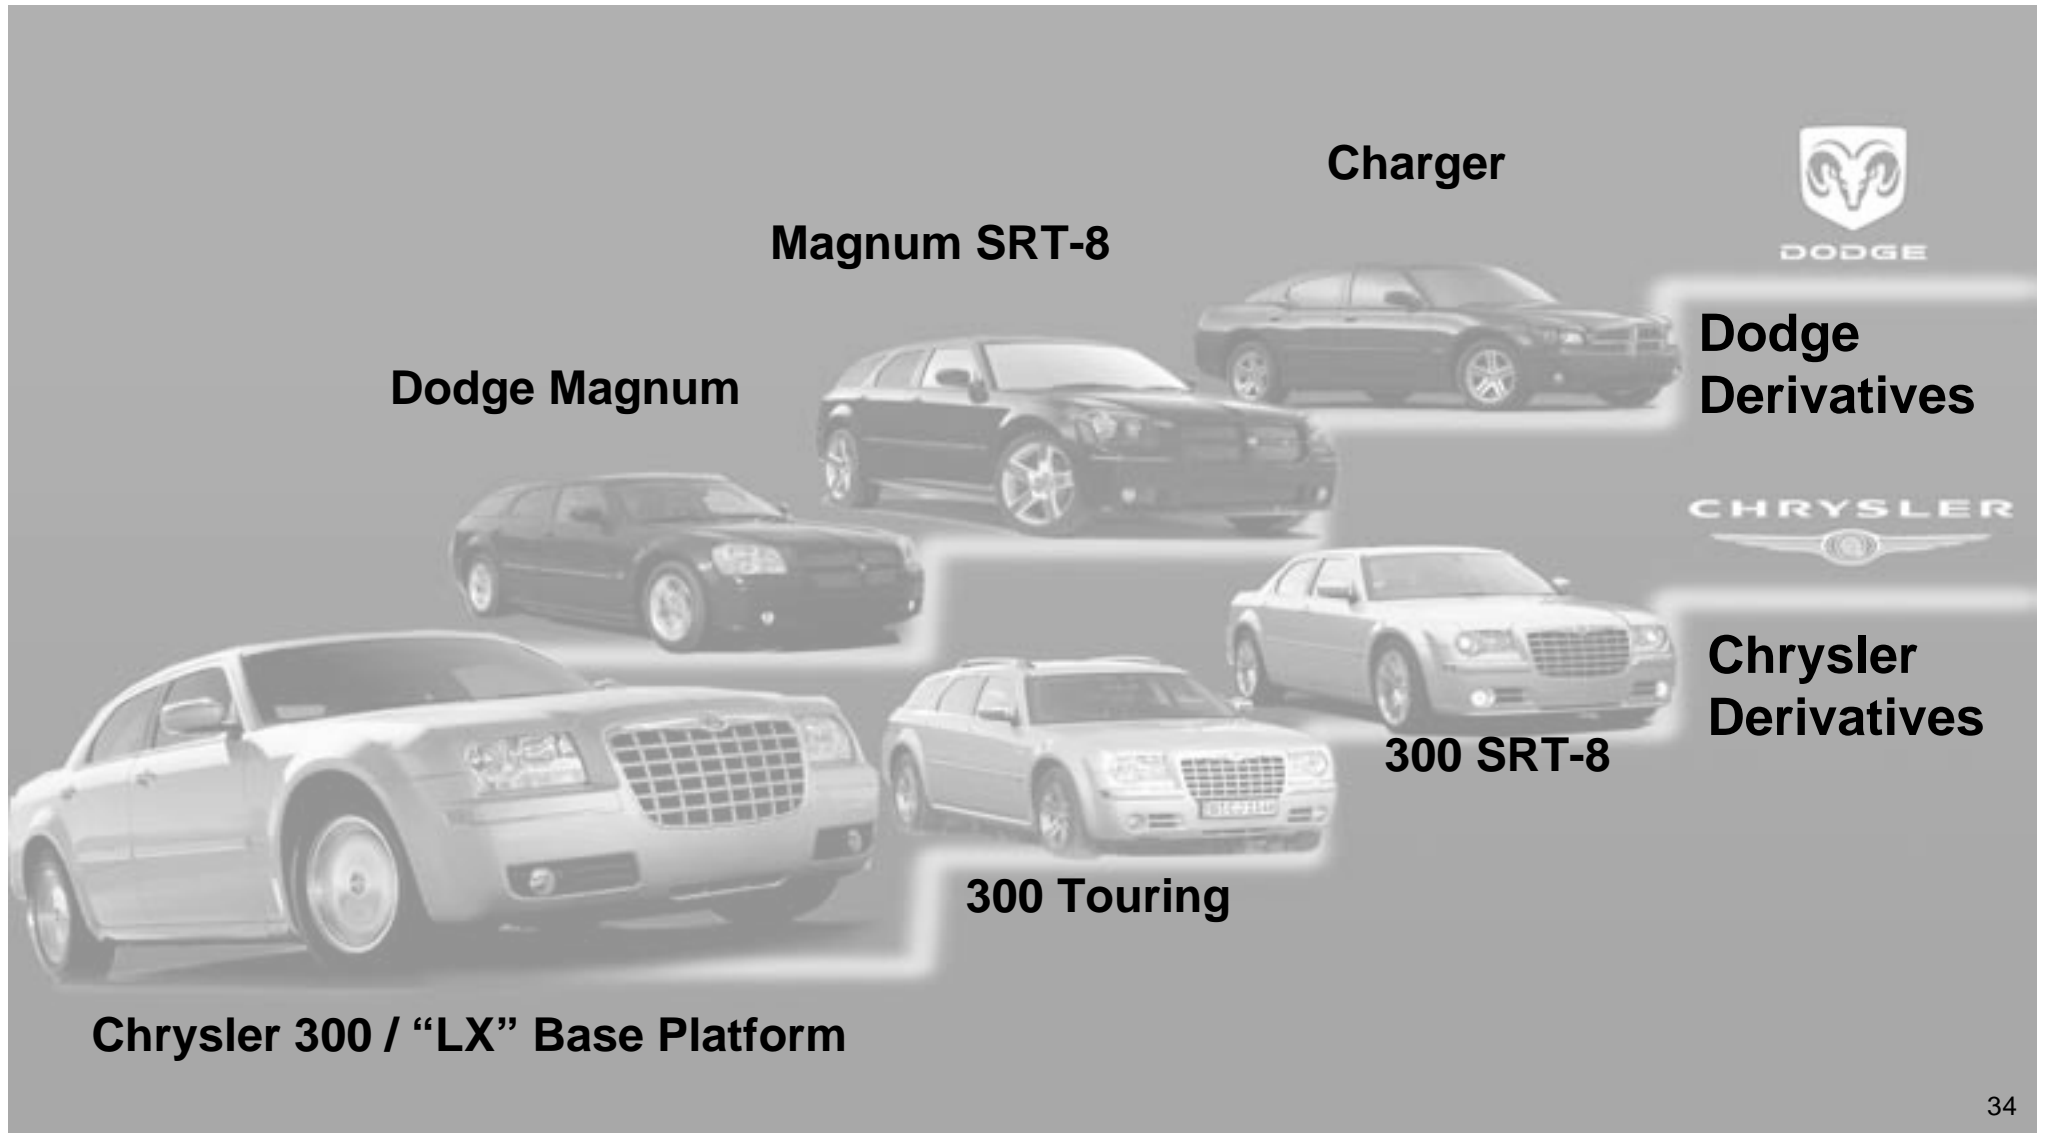 Charger
DODGE
Magnum SRT-8
Dodge
Derivatives
Dodge Magnum
CHRYSLER
Chrysler
Derivatives
300 SRT-8
300 Touring
Chrysler 300 / “LX” Base Platform
34